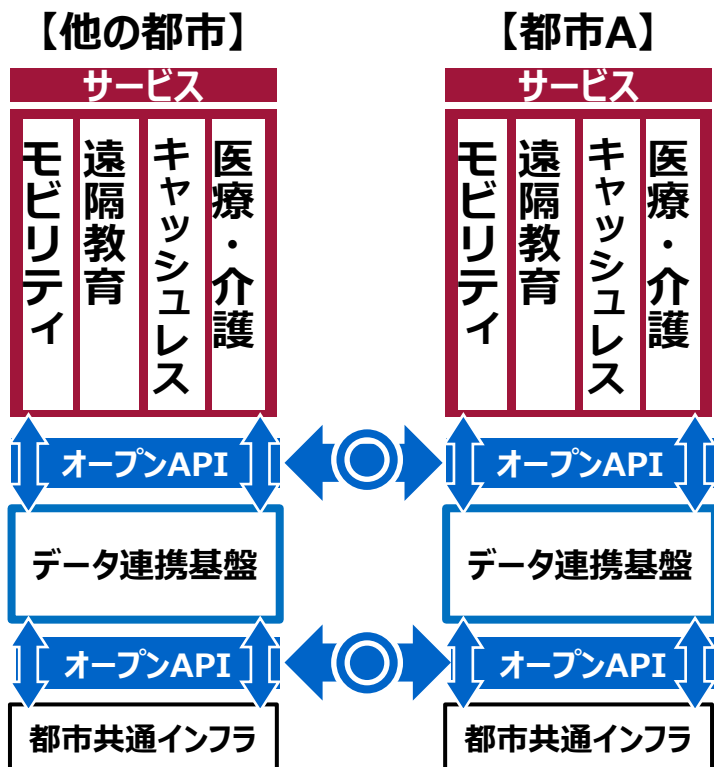 【他の都市】
サービス
モビリティ
遠隔教育
キャッシュレス
医療・介護
オープンAPI
データ連携基盤
オープンAPI
都市共通インフラ
【都市A】
サービス
モビリティ
遠隔教育
キャッシュレス
医療・介護
オープンAPI
データ連携基盤
オープンAPI
都市共通インフラ